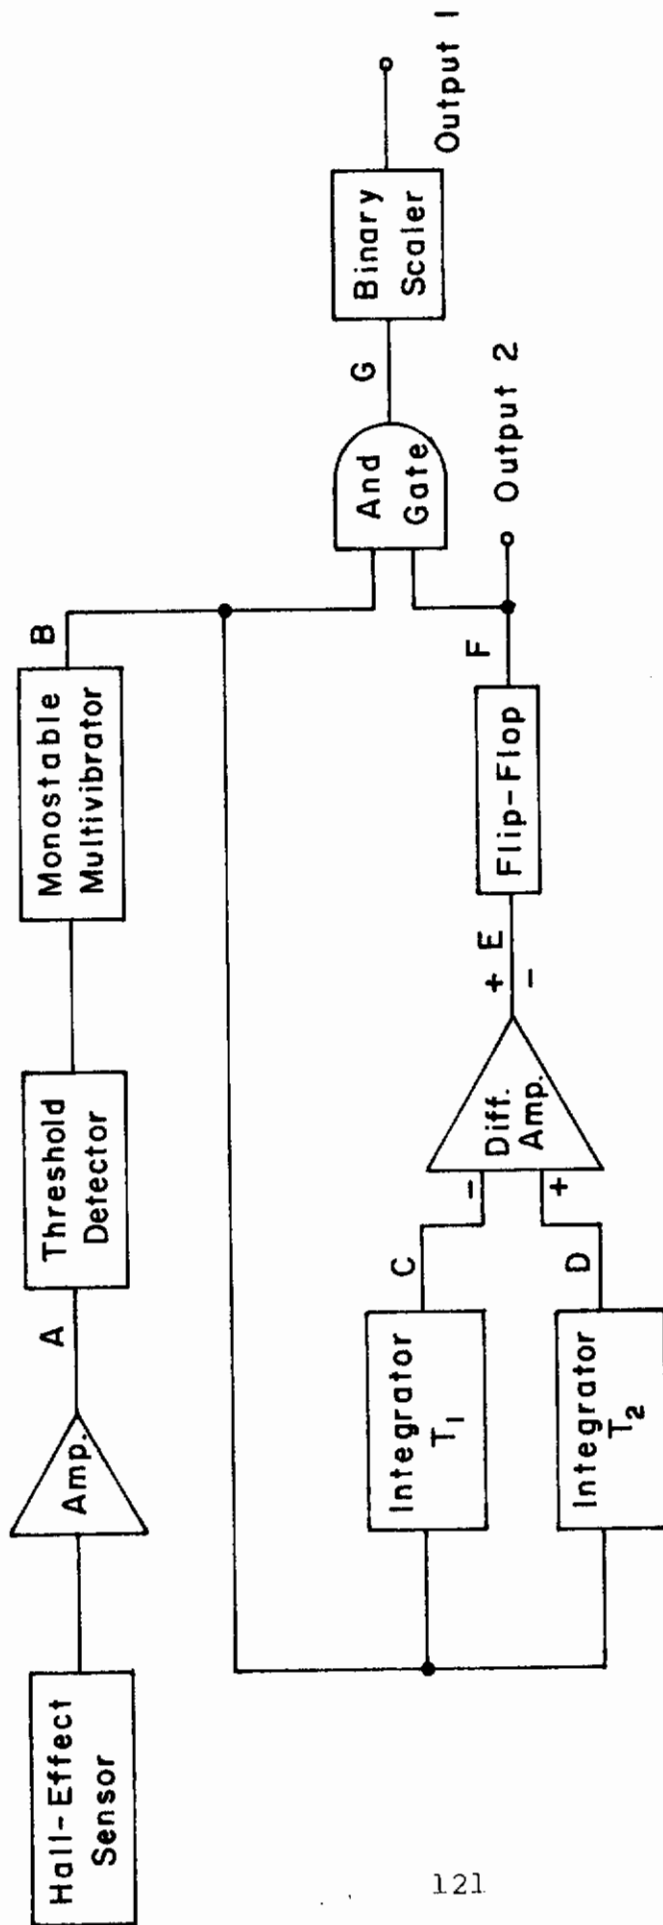 Hall-Effect
Sensor
Amp.
A
Threshold
Detector
Monostable
Multivibrator
B
Integrator
T1
Integrator
T2
C
D
-
+
Diff.
Amp.
+
E
-
Flip-Flop
F
Output 2
And
Gate
G
Binary
Scaler
Output 1
121